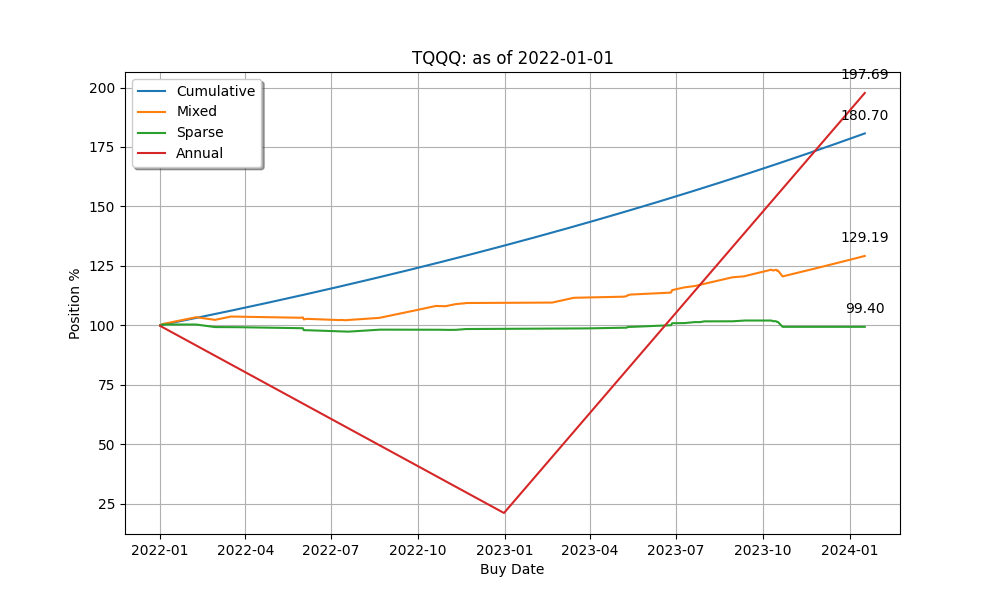 TQQQ: as of 2022-01-01
197.69
180.70
129.19
99.40
Cumulative
Mixed
Sparse
Annual
Position %
200
175
150
125
100
75
50
25
2022-01 2022-04 2022-07 2022-10 2023-01 2023-04 2023-07 2023-10 2024-01
Buy Date